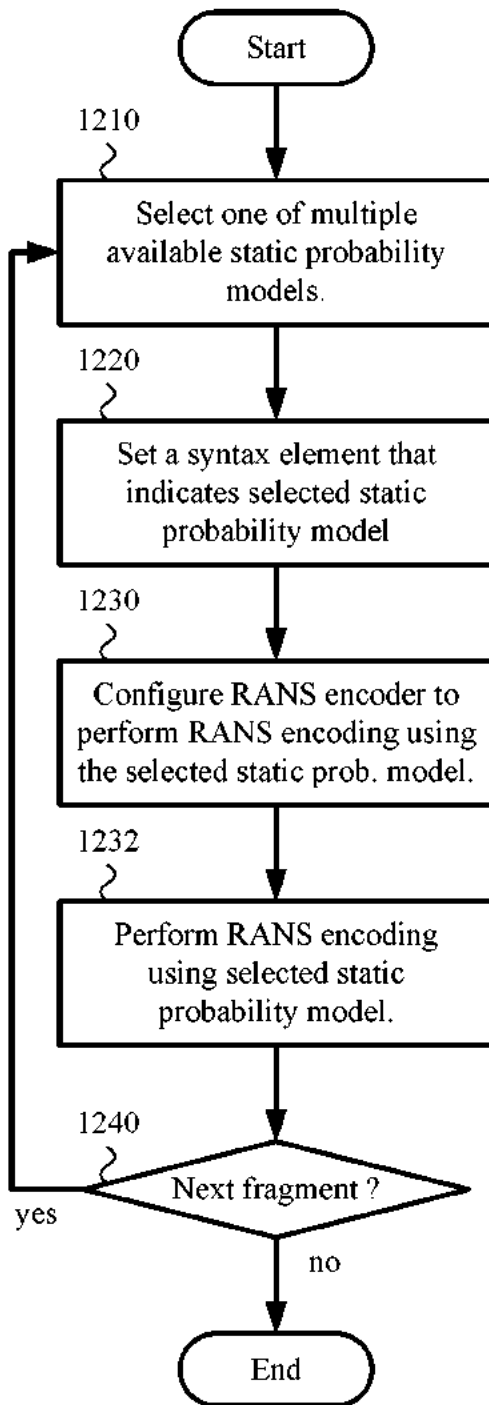 Start
1210
Select one of multiple
available static probability
models.
1220
Set a syntax element that
indicates selected static
probability model
1230
Configure RANS encoder to
perform RANS encoding using
the selected static prob. model.
1232
Perform RANS encoding
using selected static
probability model.
1240
Next fragment ?
yes
no
End